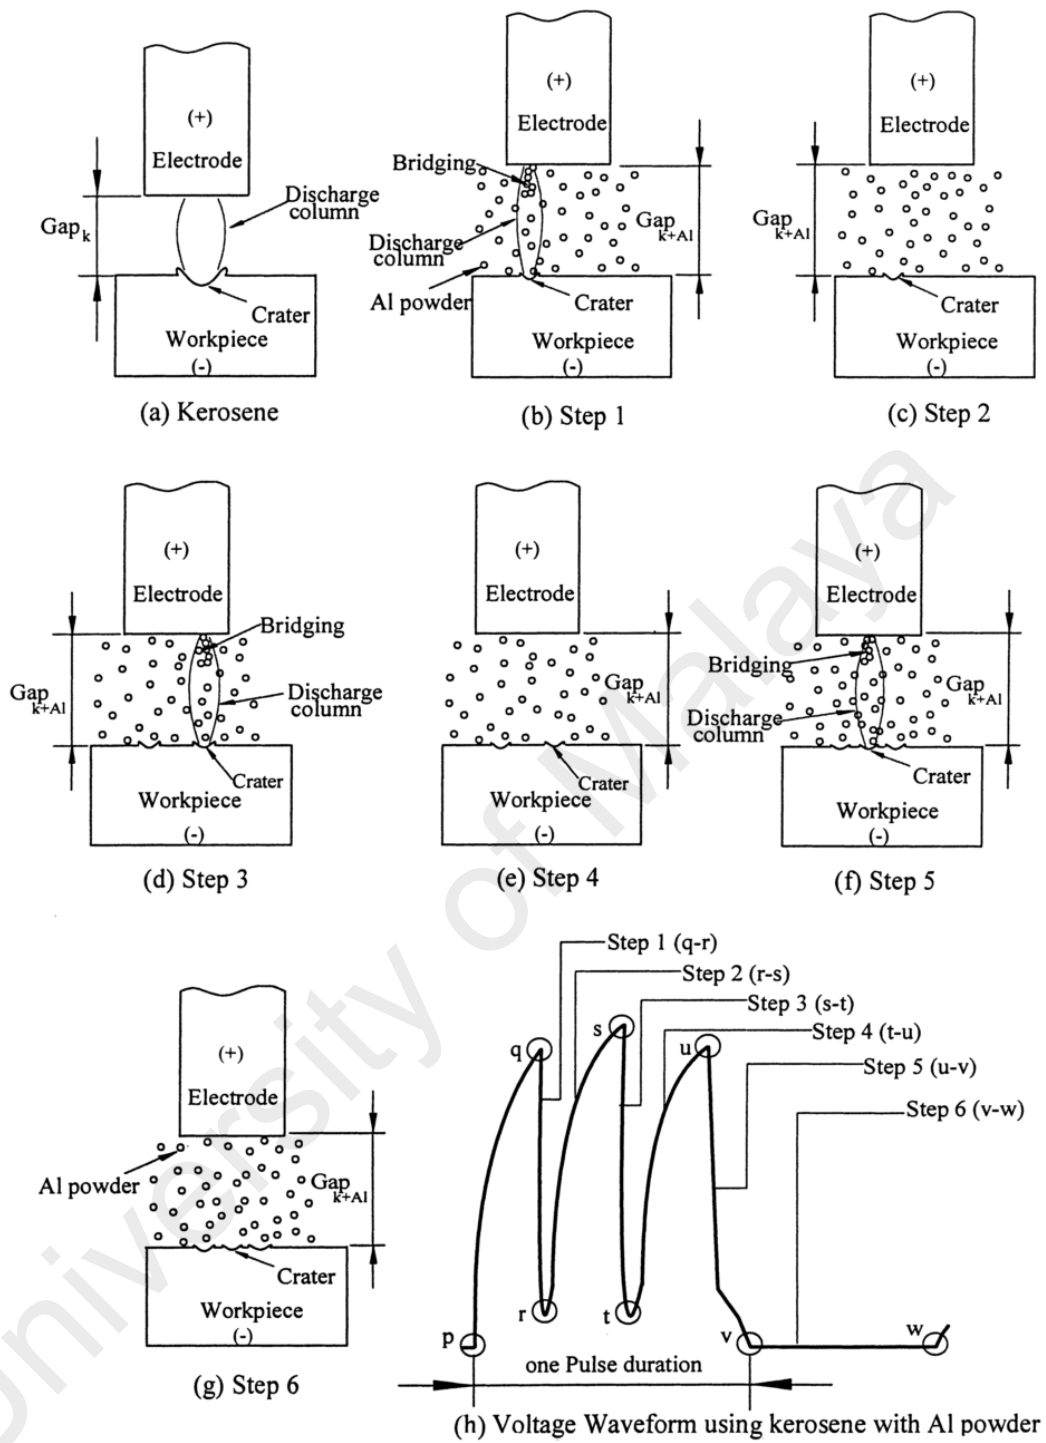 (+)
Electrode
Discharge
column
Gap
k
Crater
Workpiece
(-)
(a) Kerosene
(+)
Electrode
Bridging
Gap
k+Al
Discharge
column
Al powder
Crater
Workpiece
(-)
(b) Step 1
(+)
Electrode
Gap
k+Al
Crater
Workpiece
(-)
(c) Step 2
(+)
Electrode
Bridging
Gap
k+Al
Discharge
column
Crater
Workpiece
(-)
(d) Step 3
(+)
Electrode
Gap
k+Al
Crater
Workpiece
(-)
(e) Step 4
(+)
Electrode
Bridging
Gap
k+Al
Discharge
column
Crater
Workpiece
(-)
(f) Step 5
(+)
Electrode
Al powder
Gap
k+Al
Crater
Workpiece
(-)
(g) Step 6
Step 1 (q-r)
Step 2 (r-s)
Step 3 (s-t)
Step 4 (t-u)
Step 5 (u-v)
Step 6 (v-w)
q
s
u
r
t
p
v
w
one Pulse duration
(h) Voltage Waveform using kerosene with Al powder
University of Malaya